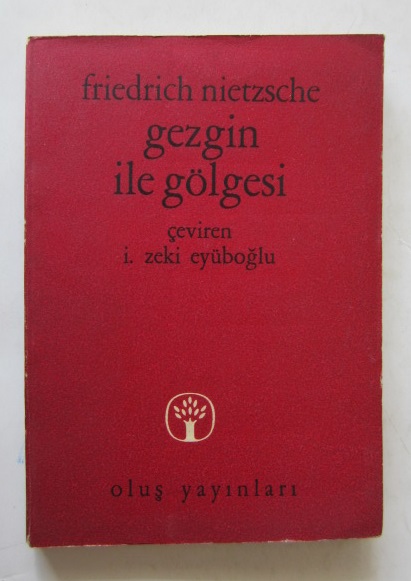 friedrich nietzsche
gezgin
ile gölgesi
çeviren
i. zeki eyüboğlu
oluş yayınları